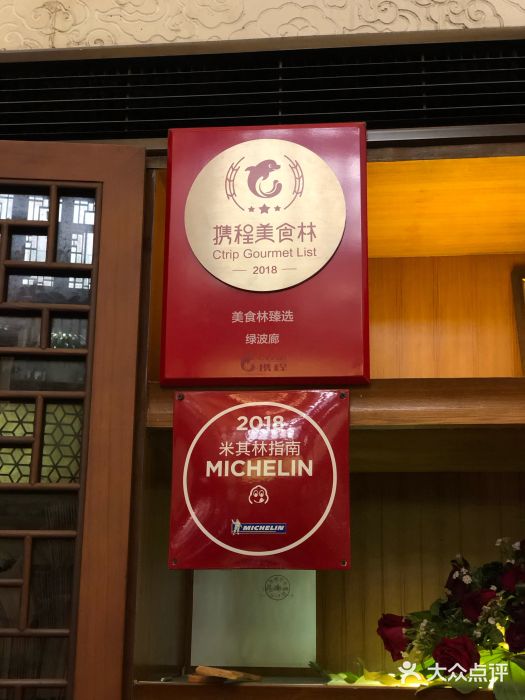 携程美食林
Ctrip Gourmet List
2018
美食林臻选
绿波廊
携程
2018
米其林指南
MICHELIN
MICHELIN
大众点评